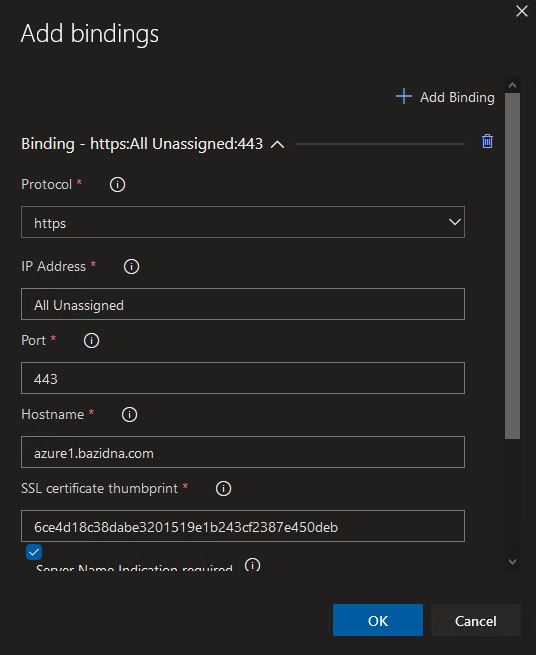 Add bindings
Add Binding
Binding - https:All Unassigned:443
Protocol *
https
IP Address *
All Unassigned
Port *
443
Hostname *
azure1.bazidna.com
SSL certificate thumbprint *
6ce4d18c38dabe3201519e1b243cf2387e450deb
Server Name Indication required
OK
Cancel